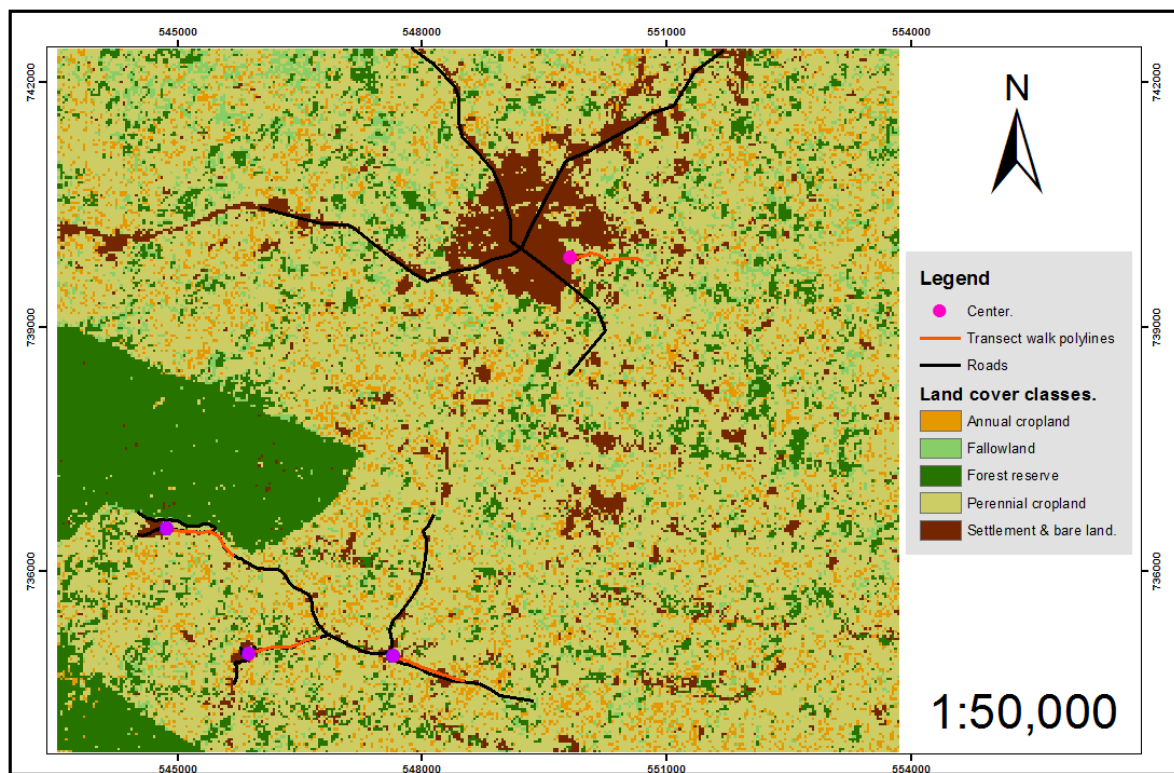 545000 548000 551000 554000
742000 742000
N
739000 739000
Legend
Center.
Transect walk polylines
Roads
Land cover classes.
Annual cropland
Fallowland
Forest reserve
Perennial cropland
Settlement & bare land.
736000 736000
1:50,000
545000 548000 551000 554000